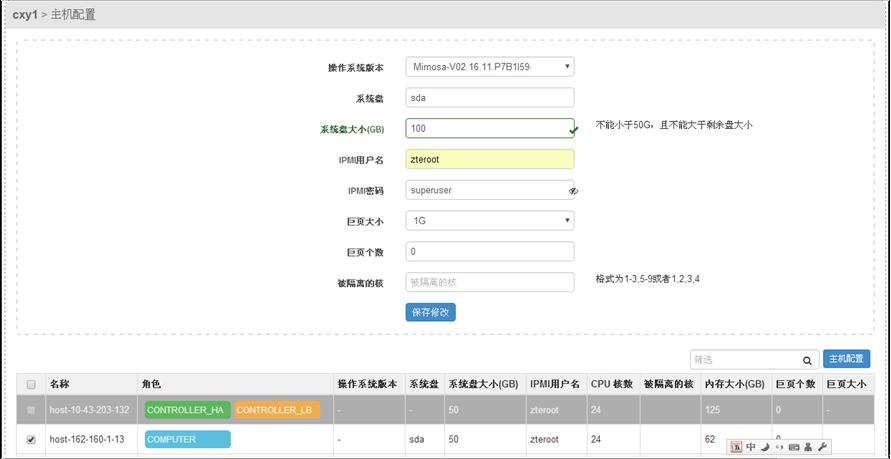 cxy1 > 主机配置
操作系统版本 Mimosa-V02.16.11.P7B1I59
系统盘 sda
系统盘大小(GB) 100 不能小于50G，且不能大于剩余盘大小
IPMI用户名 zteroot
IPMI密码 superuser
巨页大小 1G
巨页个数 0
被隔离的核 被隔离的核 格式为1-3,5-9或者1,2,3,4
保存修改
筛选 主机配置
名称 角色 操作系统版本 系统盘 系统盘大小(GB) IPMI用户名 CPU 核数 被隔离的核 内存大小(GB) 巨页个数 巨页大小
host-10-43-203-132 CONTROLLER_HA CONTROLLER_LB - - 50 zteroot 24 125 0 -
host-162-160-1-13 COMPUTER - sda 50 zteroot 24 62 中